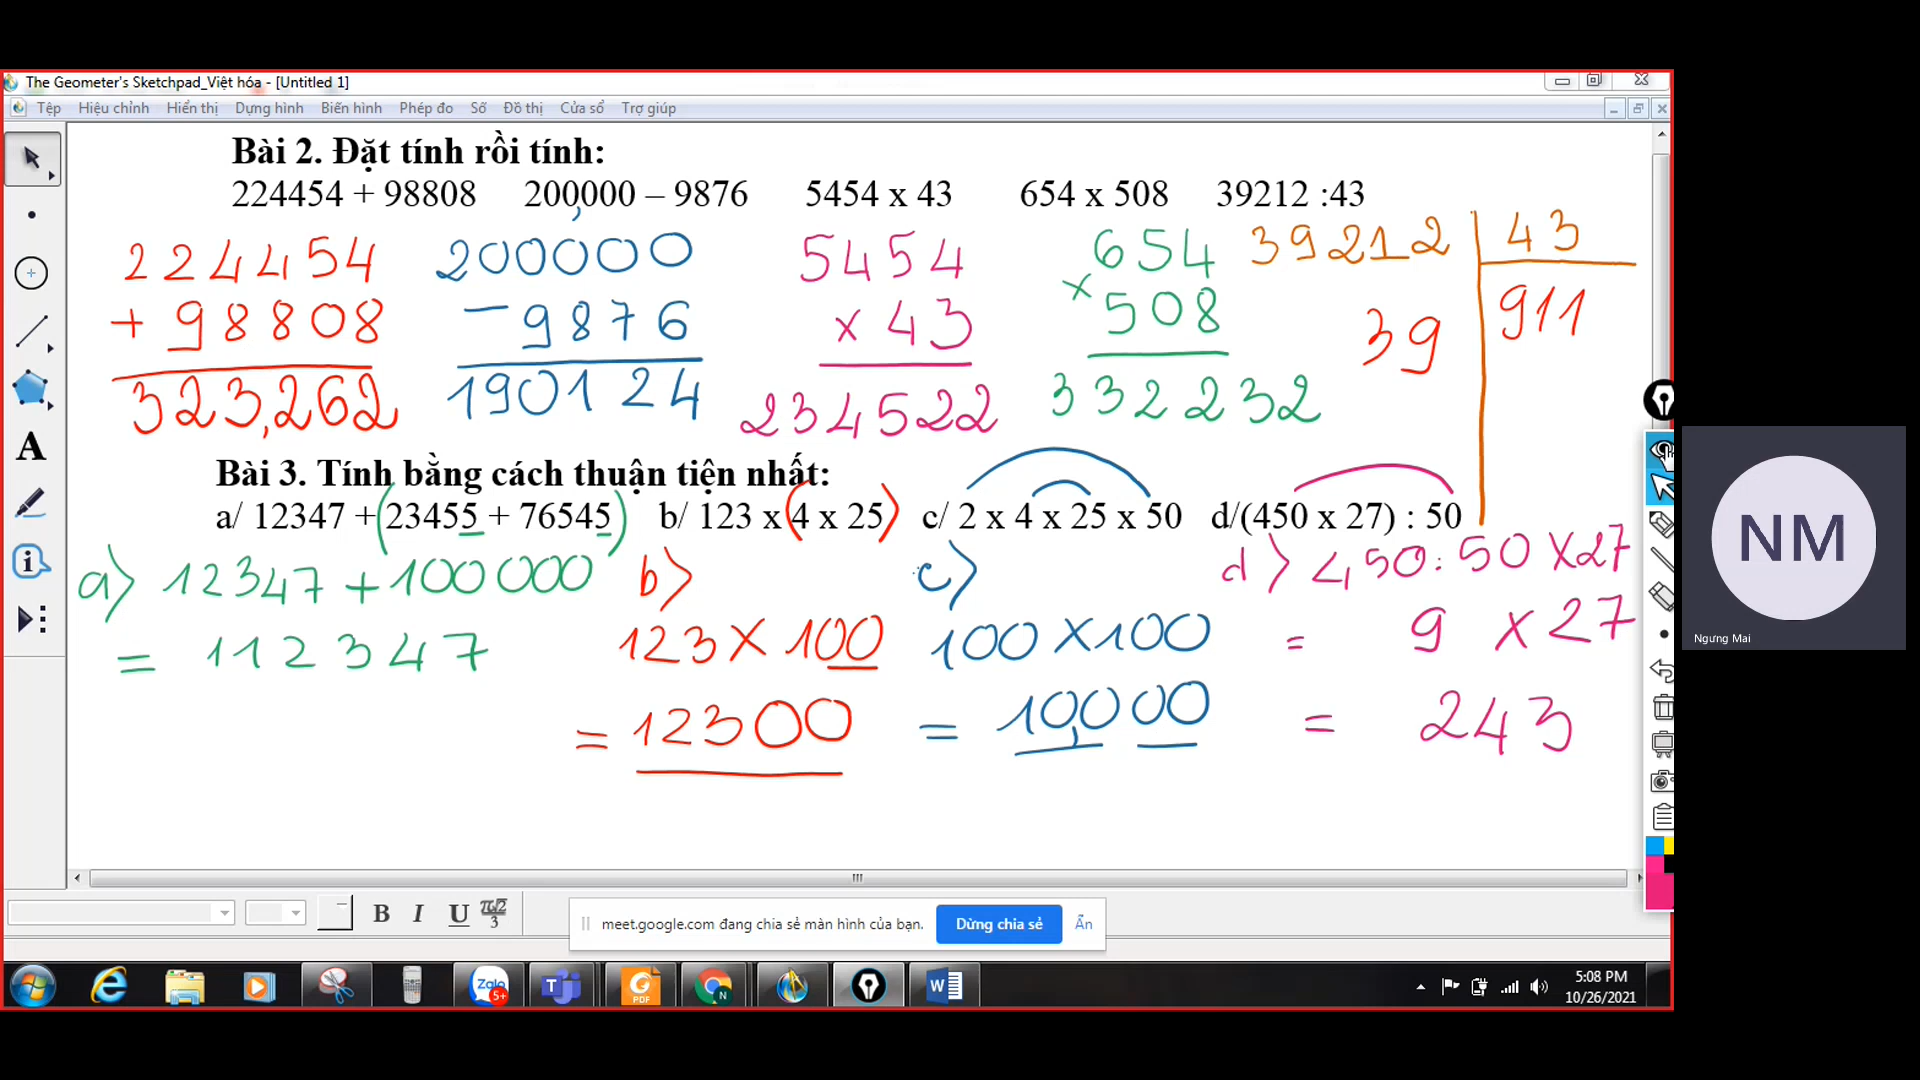 The Geometer's Sketchpad_Việt hóa - [Untitled 1]
Tệp Hiệu chỉnh Hiển thị Dựng hình Biến hình Phép đo Số Đồ thị Cửa sổ Trợ giúp
Bài 2. Đặt tính rồi tính:
224454 + 98808 200000 – 9876 5454 x 43 654 x 508 39212 :43
224454 200000 5454 654 39212 43
+ 98808 - 9876 x 43 x 508 39 911
323,262 190124 234522 332232
Bài 3. Tính bằng cách thuận tiện nhất:
a/ 12347 + (23455 + 76545) b/ 123 x (4 x 25) c/ 2 x 4 x 25 x 50 d/(450 x 27) : 50
a) 12347 + 100000 b) c) d) 450:50 x 27
= 112347 123 x 100 100 x 100 = 9 x 27
= 12300 = 10000 = 243
A
B I U
meet.google.com đang chia sẻ màn hình của bạn. Dừng chia sẻ Ẩn
Zalo 5+ T PDF N W
5:08 PM
10/26/2021
NM
Ngưng Mai